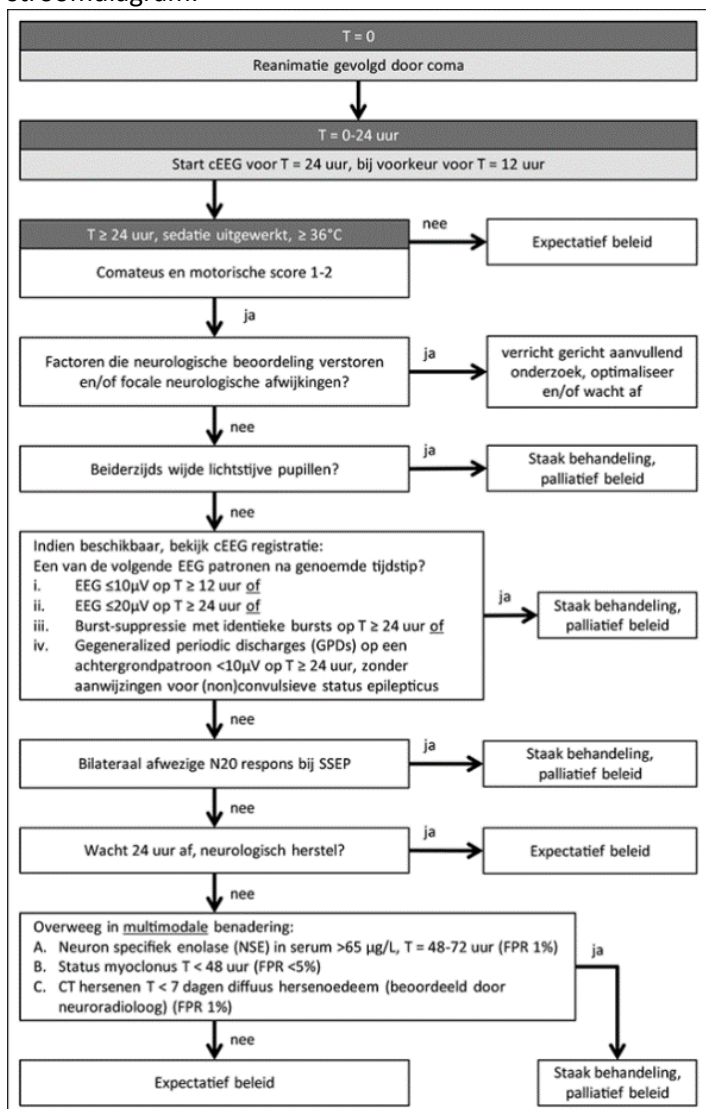 stroomdiagram.
T = 0
Reanimatie gevolgd door coma
T = 0-24 uur
Start cEEG voor T = 24 uur, bij voorkeur voor T = 12 uur
T ≥ 24 uur, sedatie uitgewerkt, ≥ 36°C
Comateus en motorische score 1-2
nee
Expectatief beleid
ja
Factoren die neurologische beoordeling verstoren
en/of focale neurologische afwijkingen?
ja
verricht gericht aanvullend
onderzoek, optimaliseer
en/of wacht af
nee
Beiderzijds wijde lichtstijve pupillen?
ja
Staak behandeling,
palliatief beleid
nee
Indien beschikbaar, bekijk cEEG registratie:
Een van de volgende EEG patronen na genoemde tijdstip?
i. EEG ≤10µV op T ≥ 12 uur of
ii. EEG ≤20µV op T ≥ 24 uur of
iii. Burst-suppressie met identieke bursts op T ≥ 24 uur of
iv. Gegeneralized periodic discharges (GPDs) op een
achtergrondpatroon <10µV op T ≥ 24 uur, zonder
aanwijzingen voor (non)convulsieve status epilepticus
ja
Staak behandeling,
palliatief beleid
nee
Bilateraal afwezige N20 respons bij SSEP
ja
Staak behandeling,
palliatief beleid
nee
Wacht 24 uur af, neurologisch herstel?
ja
Expectatief beleid
nee
Overweeg in multimodale benadering:
A. Neuron specifiek enolase (NSE) in serum >65 µg/L, T = 48-72 uur (FPR 1%)
B. Status myoclonus T < 48 uur (FPR <5%)
C. CT hersenen T < 7 dagen diffuus hersenoedeem (beoordeeld door
neuroradioloog) (FPR 1%)
ja
nee
Expectatief beleid
Staak behandeling,
palliatief beleid